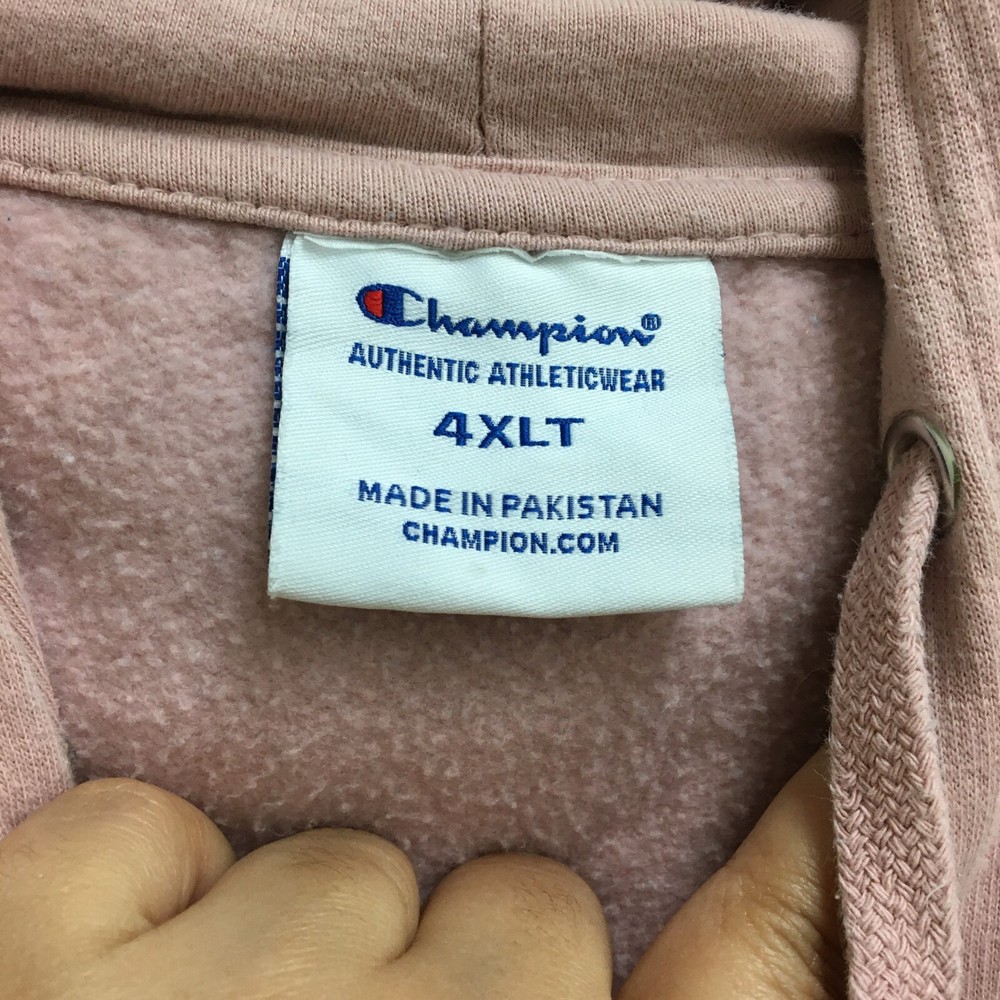 Champion®
AUTHENTIC ATHLETICWEAR
4XLT
MADE IN PAKISTAN
CHAMPION.COM